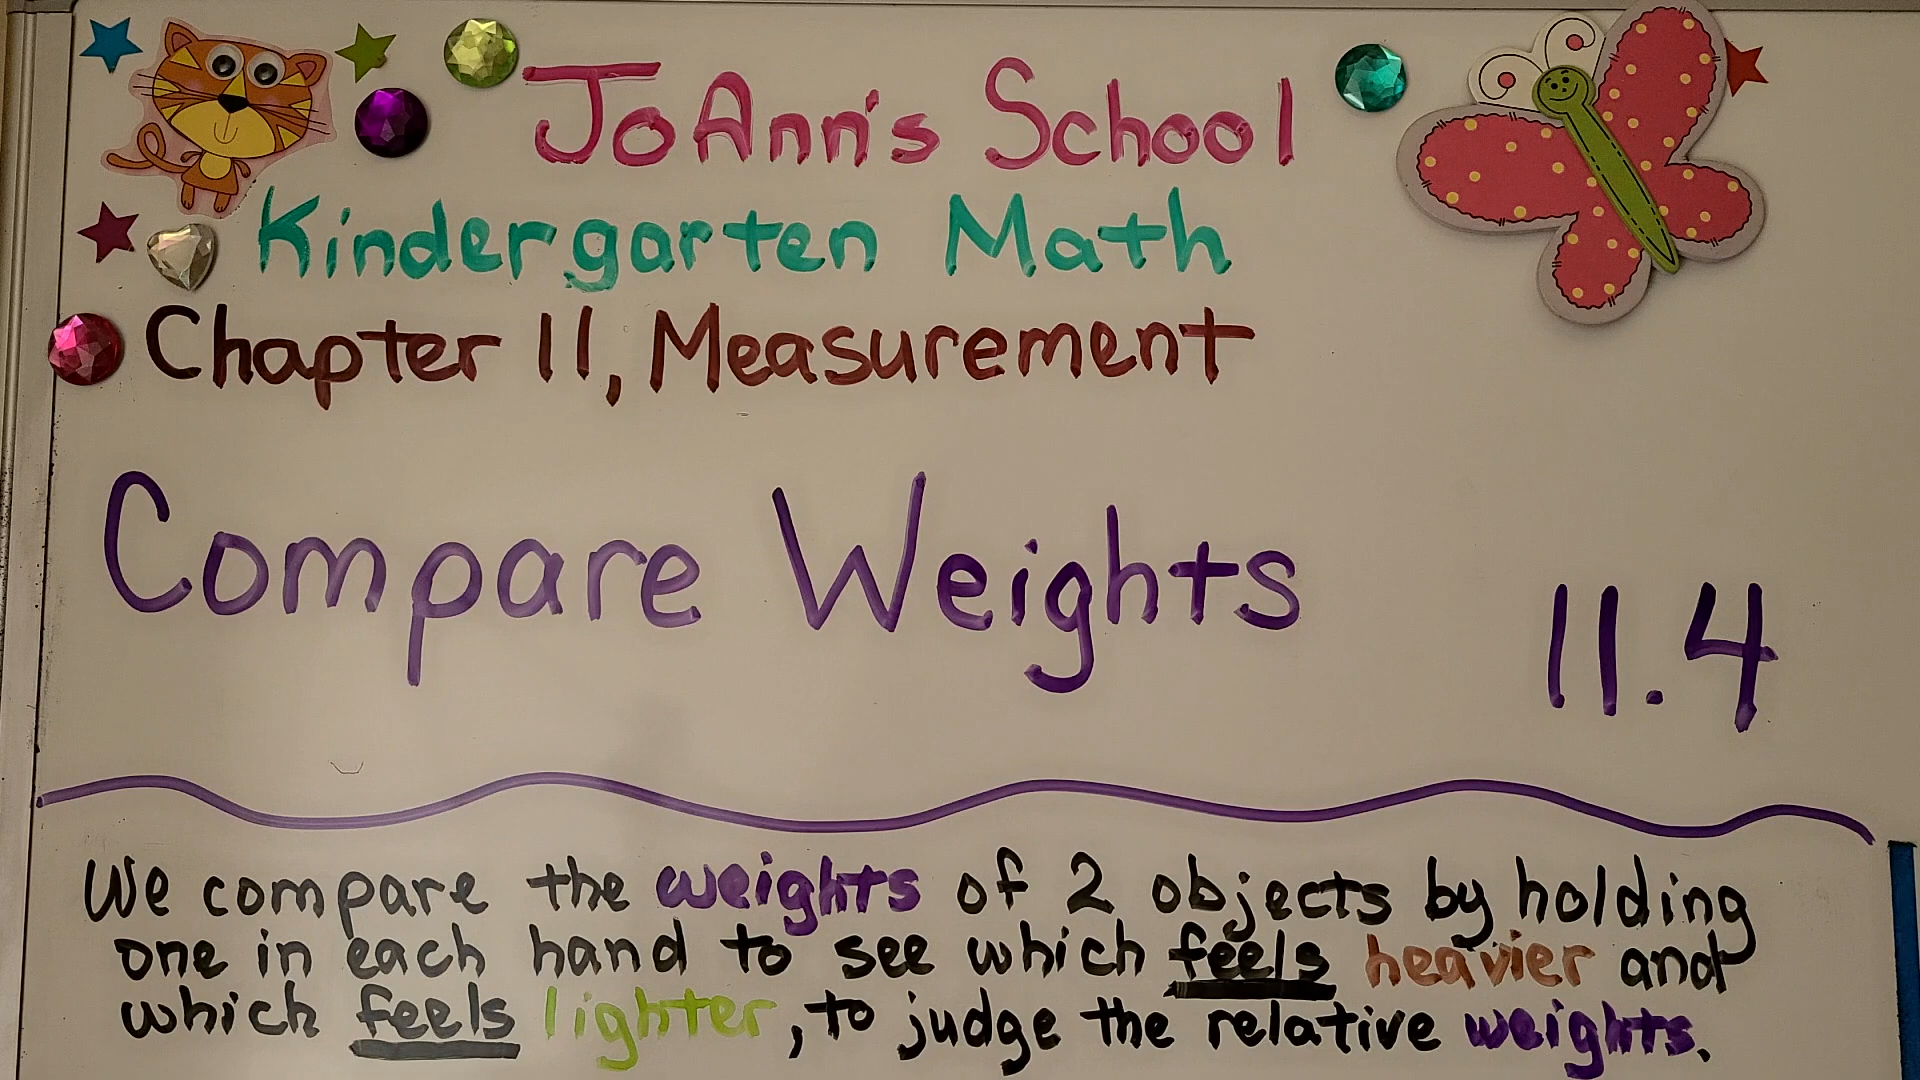 JoAnn's School
Kindergarten Math
Chapter 11, Measurement
Compare Weights
11.4
We compare the weights of 2 objects by holding
one in each hand to see which feels heavier and
which feels lighter, to judge the relative weights.